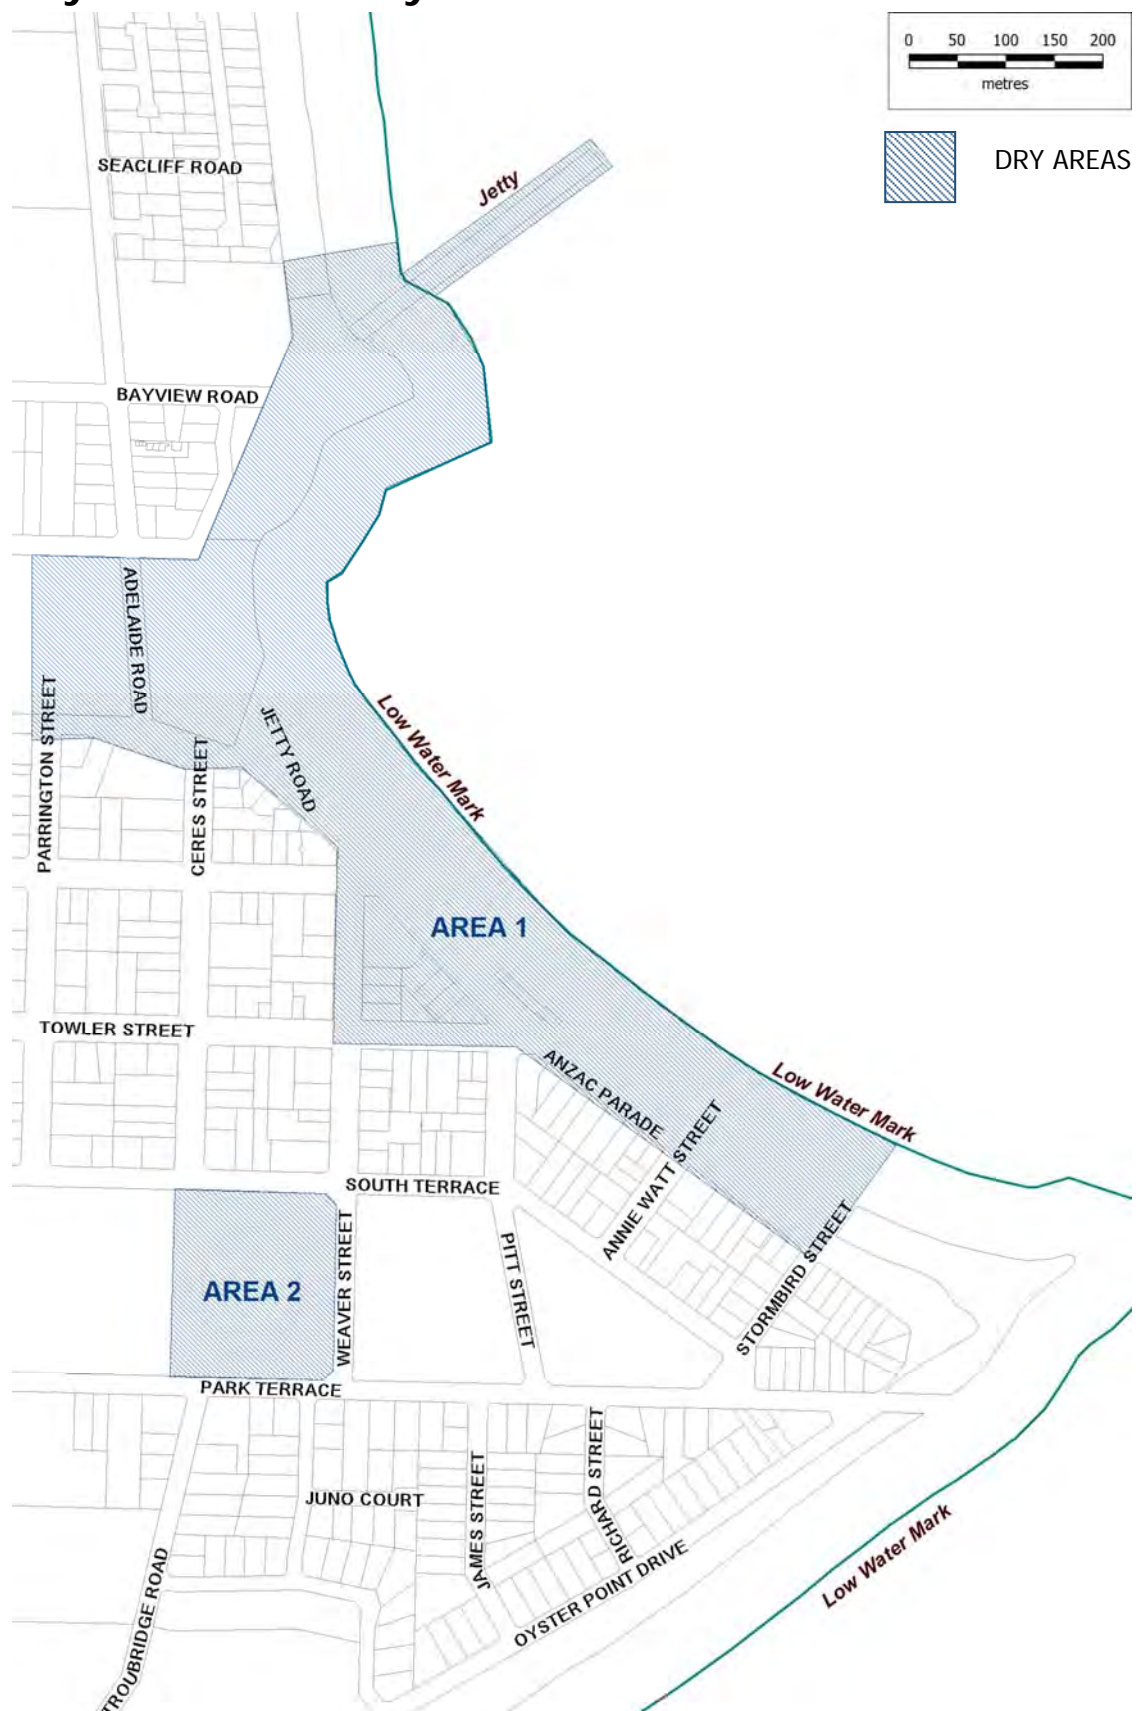 0 50 100 150 200
metres
DRY AREAS
SEACLIFF ROAD
Jetty
BAYVIEW ROAD
ADELAIDE ROAD
PARRINGTON STREET
CERES STREET
JETTY ROAD
Low Water Mark
AREA 1
TOWLER STREET
ANZAC PARADE
Low Water Mark
ANNIE WATT STREET
SOUTH TERRACE
STORMBIRD STREET
PITT STREET
WEAVER STREET
AREA 2
PARK TERRACE
JUNO COURT
JAMES STREET
RICHARD STREET
OYSTER POINT DRIVE
TROUBRIDGE ROAD
Low Water Mark